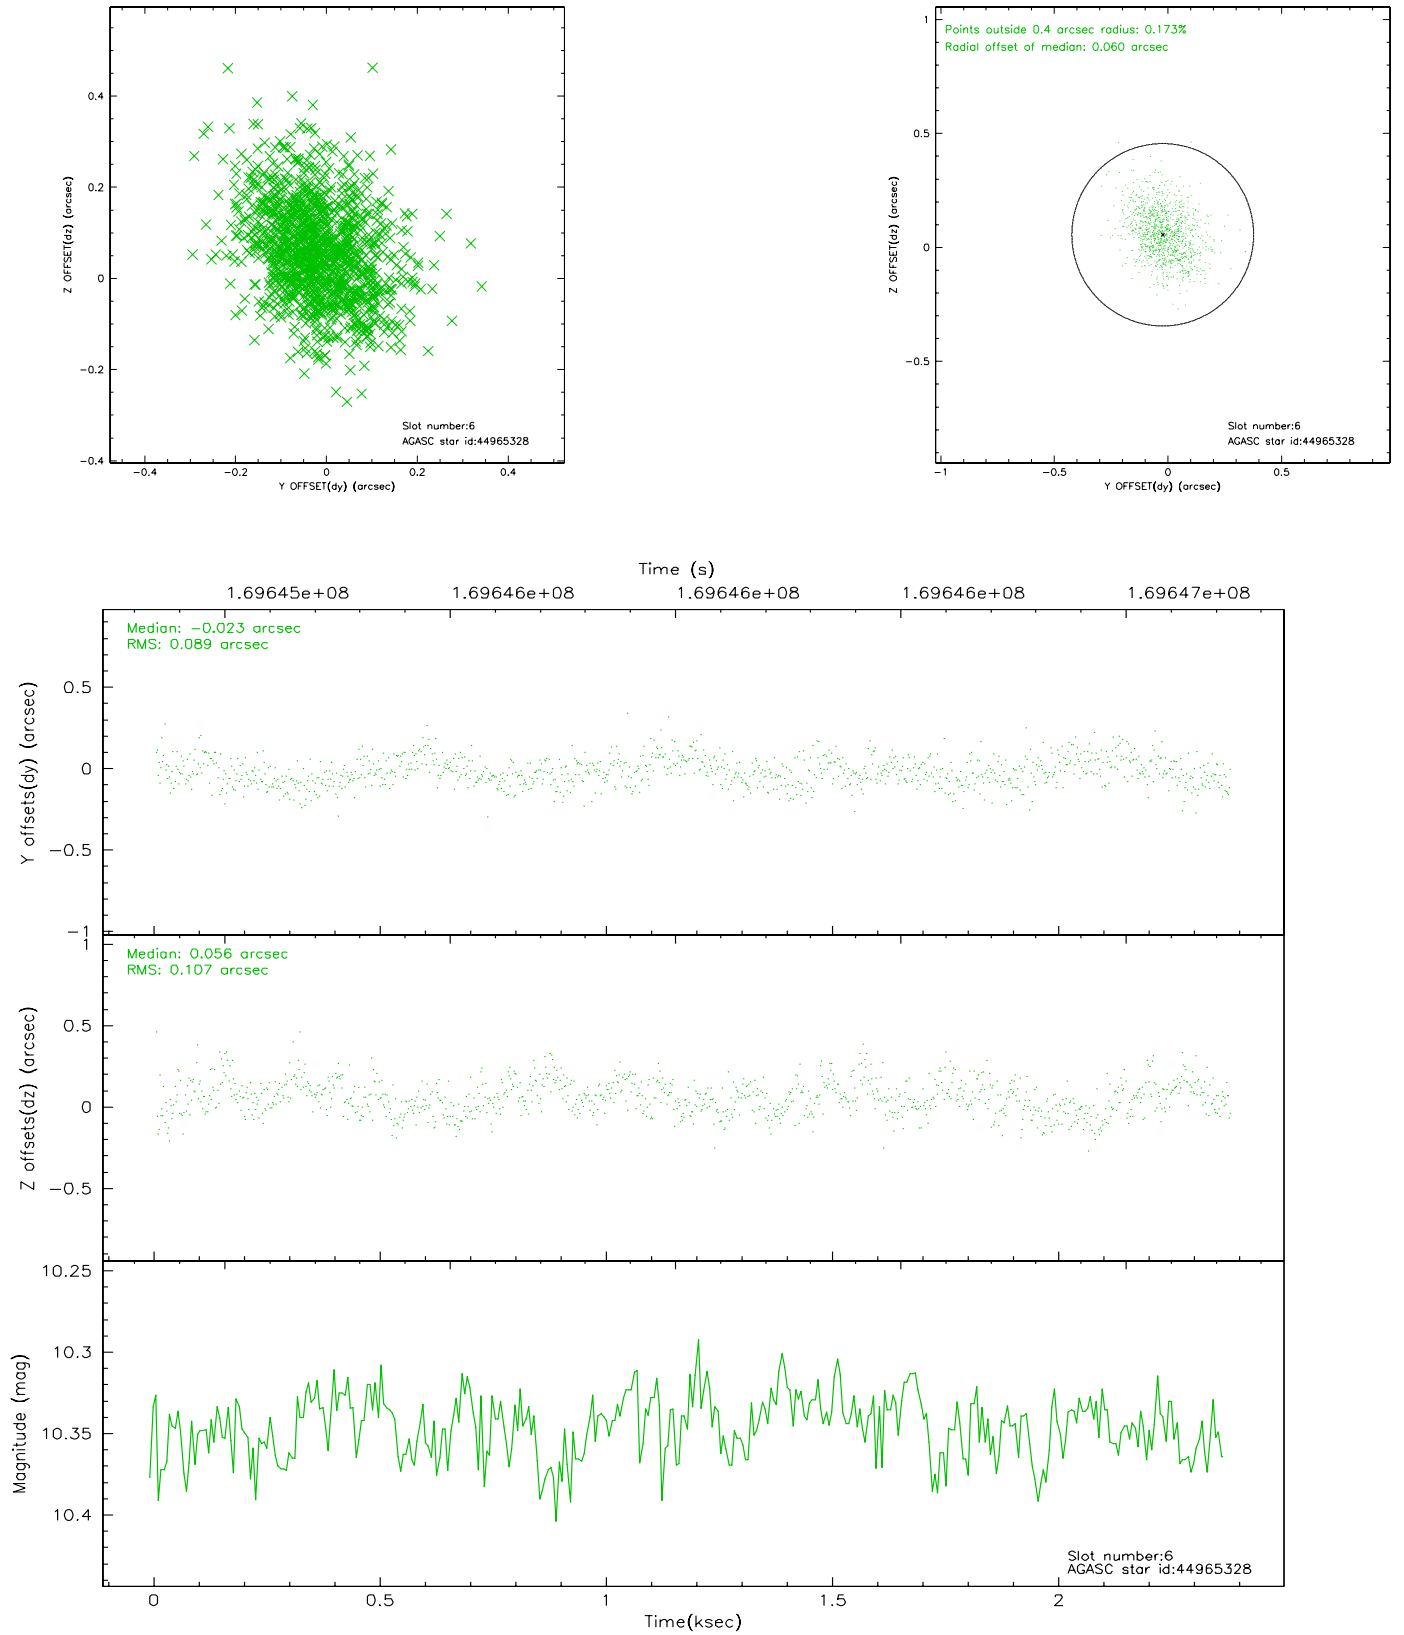 0.4
0.2
0
−0.2
−0.4
Z OFFSET(dz) (arcsec)
Slot number:6
AGASC star id:44965328
−0.4
−0.2
0
0.2
0.4
Y OFFSET(dy) (arcsec)
Points outside 0.4 arcsec radius: 0.173%
Radial offset of median: 0.060 arcsec
1
0.5
0
−0.5
Z OFFSET(dz) (arcsec)
Slot number:6
AGASC star id:44965328
−1
−0.5
0
0.5
Y OFFSET(dy) (arcsec)
Time (s)
1.69645e+08
1.69646e+08
1.69646e+08
1.69646e+08
1.69647e+08
Median: −0.023 arcsec
RMS: 0.089 arcsec
0.5
0
−0.5
−1
Y offsets(dy) (arcsec)
Median: 0.056 arcsec
RMS: 0.107 arcsec
1
0.5
0
−0.5
Z offsets(dz) (arcsec)
10.25
10.3
10.35
10.4
Magnitude (mag)
Slot number:6
AGASC star id:44965328
0
0.5
1
1.5
2
Time(ksec)